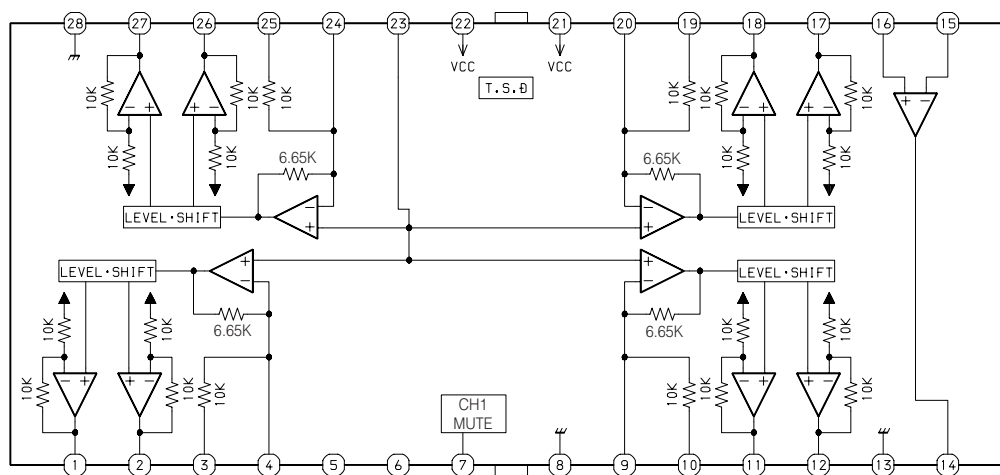 28 27 26 25 24 23 22 21 20 19 18 17 16 15
VCC VCC
T.S.D
10K 10K 10K 10K 10K 10K
10K 10K 10K 10K
6.65K 6.65K
- + - + - + - + + -
LEVEL·SHIFT - + - + LEVEL·SHIFT
LEVEL·SHIFT + - + - LEVEL·SHIFT
6.65K 6.65K
10K 10K 10K 10K
- + - + - + - +
10K 10K 10K 10K 10K 10K
CH1
MUTE
1 2 3 4 5 6 7 8 9 10 11 12 13 14